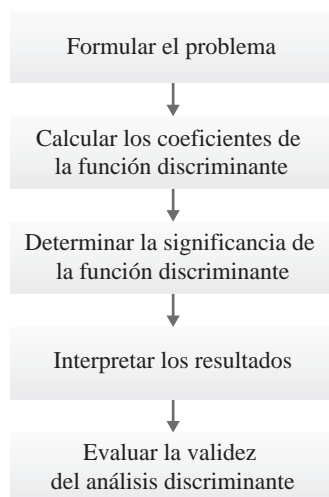 Formular el problema
Calcular los coeficientes de
la función discriminante
Determinar la significancia de
la función discriminante
Interpretar los resultados
Evaluar la validez
del análisis discriminante